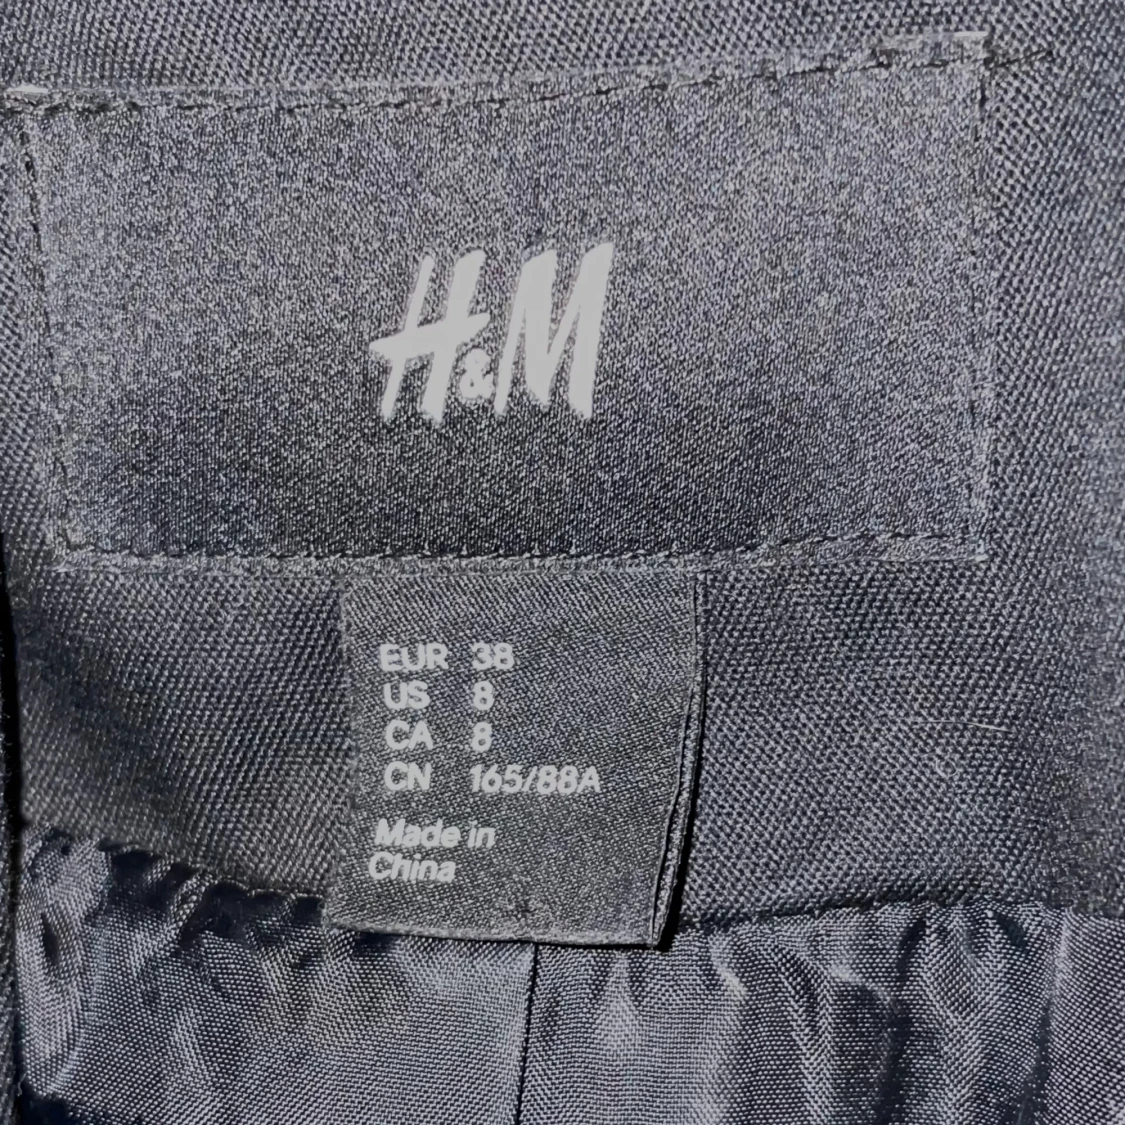 H&M
EUR 38
US 8
CA 8
CN 165/88A
Made in
China